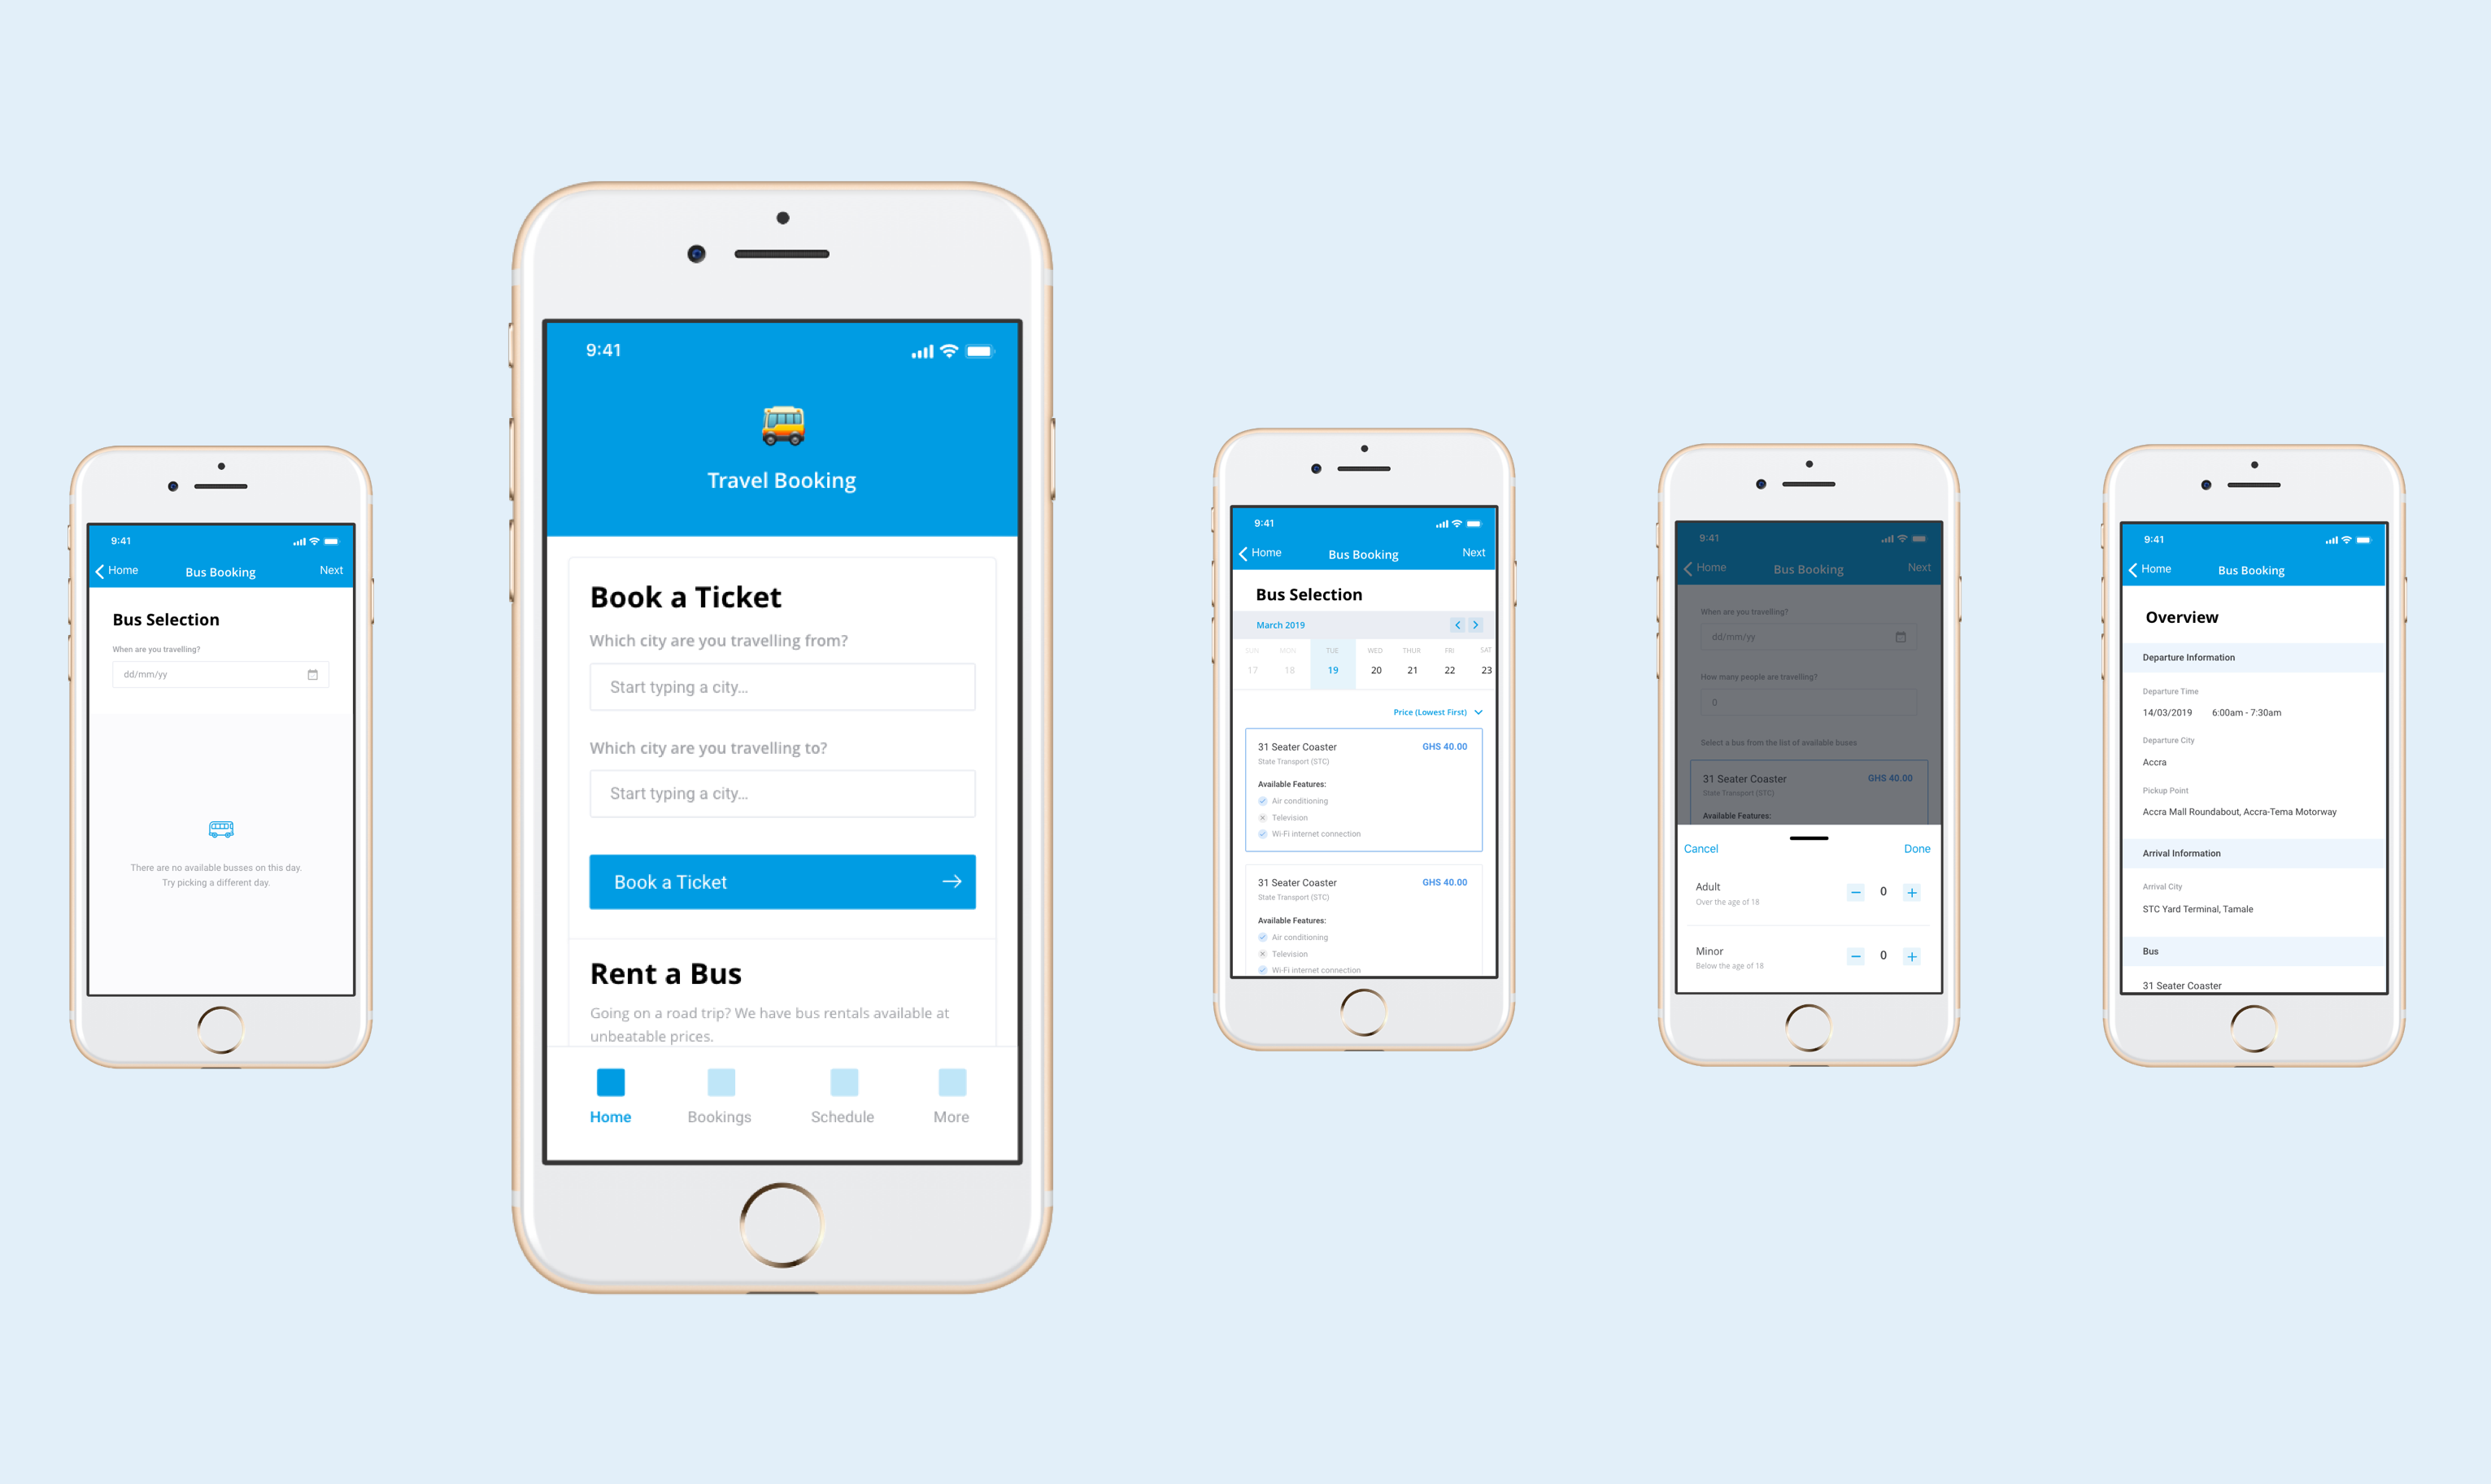 9:41
Home
Bus Booking
Next
Bus Selection
When are you travelling?
dd/mm/yy
There are no available busses on this day.
Try picking a different day.
9:41
Travel Booking
Book a Ticket
Which city are you travelling from?
Start typing a city...
Which city are you travelling to?
Start typing a city...
Book a Ticket
Rent a Bus
Going on a road trip? We have bus rentals available at
unbeatable prices.
Home
Bookings
Schedule
More
9:41
Home
Bus Booking
Next
Bus Selection
March 2019
SUN MON TUE WED THUR FRI SAT
17 18 19 20 21 22 23
Price (Lowest First)
31 Seater Coaster GHS 40.00
State Transport (STC)
Available Features:
Air conditioning
Television
Wi-Fi internet connection
31 Seater Coaster GHS 40.00
State Transport (STC)
Available Features:
Air conditioning
Television
Wi-Fi internet connection
9:41
Home
Bus Booking
Next
When are you travelling?
dd/mm/yy
How many people are travelling?
0
Select a bus from the list of available buses
31 Seater Coaster GHS 40.00
State Transport (STC)
Available Features:
Cancel
Done
Adult
Over the age of 18
0
Minor
Below the age of 18
0
9:41
Home
Bus Booking
Overview
Departure Information
Departure Time
14/03/2019 6:00am - 7:30am
Departure City
Accra
Pickup Point
Accra Mall Roundabout, Accra-Tema Motorway
Arrival Information
Arrival City
STC Yard Terminal, Tamale
Bus
31 Seater Coaster